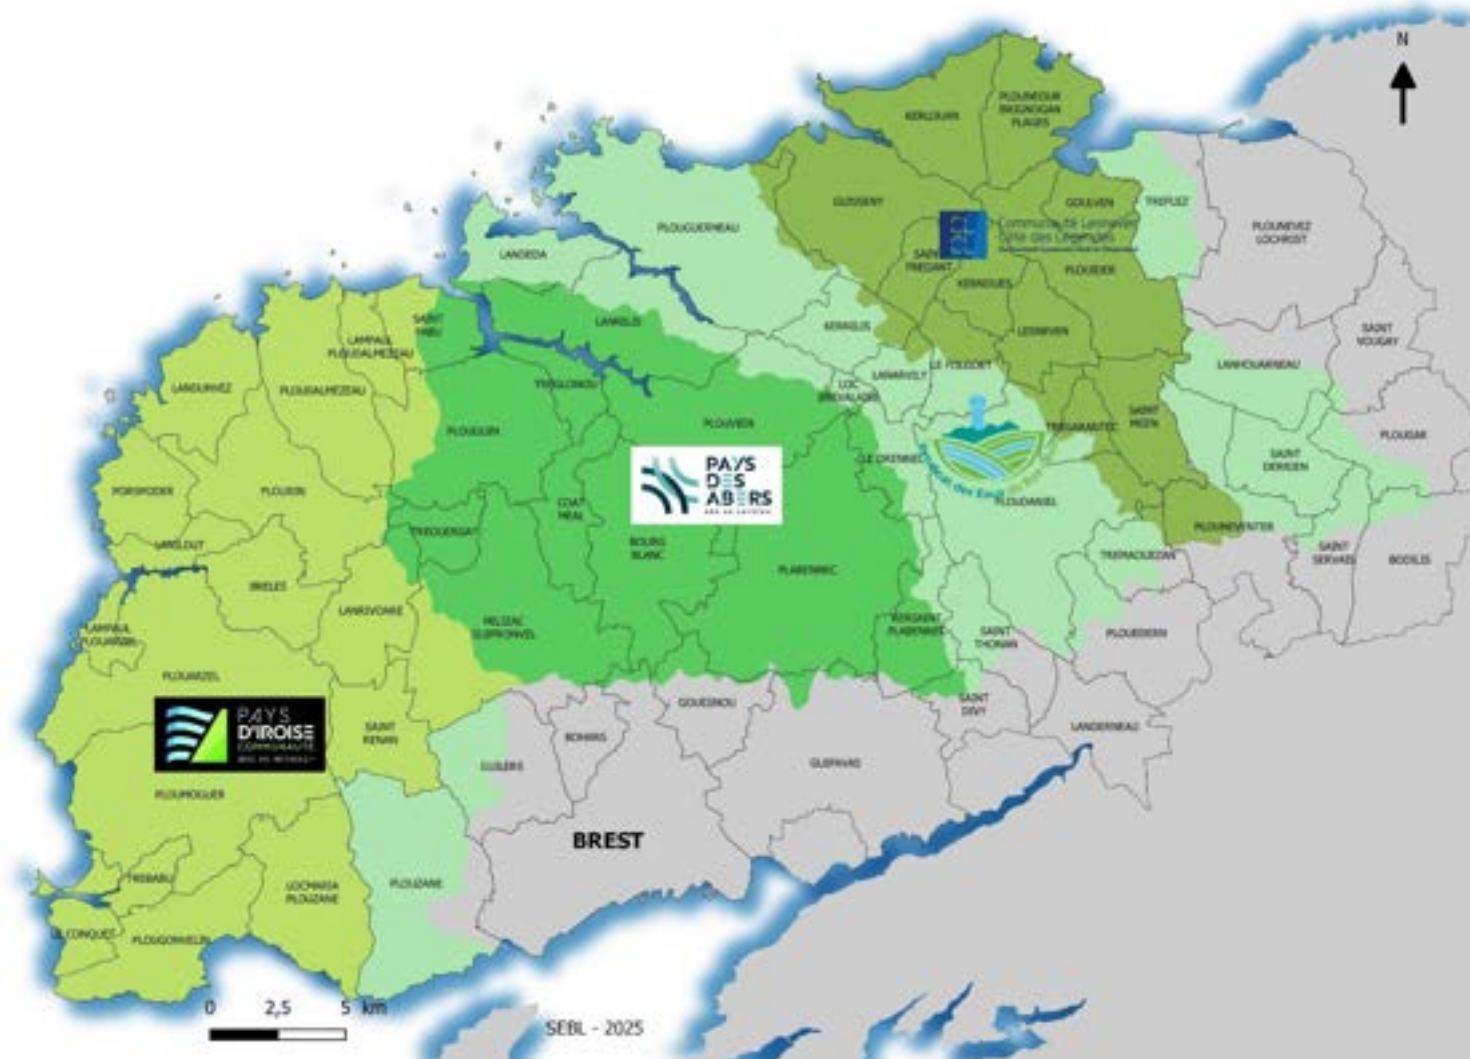 N
KERLOUAN
PLOUNEOUR
BRIGNOGAN
PLAGES
GUISSENY
GOULVEN
TREFLEZ
PLOUNEVEZ
LOCHRIST
PLOUGUERNEAU
Communauté Lesneven
Côte des Légendes
LANDEDA
SAINT
FREGANT
PLOUIDER
KERNOUES
SAINT
PABU
LANNILIS
KERNILIS
LESNEVEN
SAINT
VOUGAY
LAMPAUL
PLOUDALMEZEAU
LANDUNVEZ
PLOUDALMEZEAU
TREGLONOU
LOC
BREVALAIRE
LANARVILY
LE FOLGOET
LANHOUARNEAU
PLOUGUIN
PLOUVIEN
TREGARANTEC
SAINT
MEEN
PLOUGAR
PORSPODER
PLOURIN
COAT
MEAL
PAYS
DES
ABERS
LE DRENNEC
SAINT
DERRIEN
PLOUDANIEL
TREOUERGAT
BOURG
BLANC
PLOUNEVENTER
LANILDUT
BRELES
PLABENNEC
TREMAOUEZAN
SAINT
SERVAIS
BODILIS
LANRIVOARE
LAMPAUL
PLOUARZEL
MILIZAC
GUIPRONVEL
KERSAINT
PLABENNEC
SAINT
THONAN
PLOUEDERN
PLOUARZEL
PAYS
D'IROISE
COMMUNAUTÉ
SAINT
RENAN
GOUESNOU
SAINT
DIVY
LANDERNEAU
BOHARS
GUILERS
GUIPAVAS
PLOUMOGUER
BREST
TREBABU
LOCMARIA
PLOUZANE
PLOUZANE
LE CONQUET
PLOUGONVELIN
0 2,5 5 km
SEBL - 2025